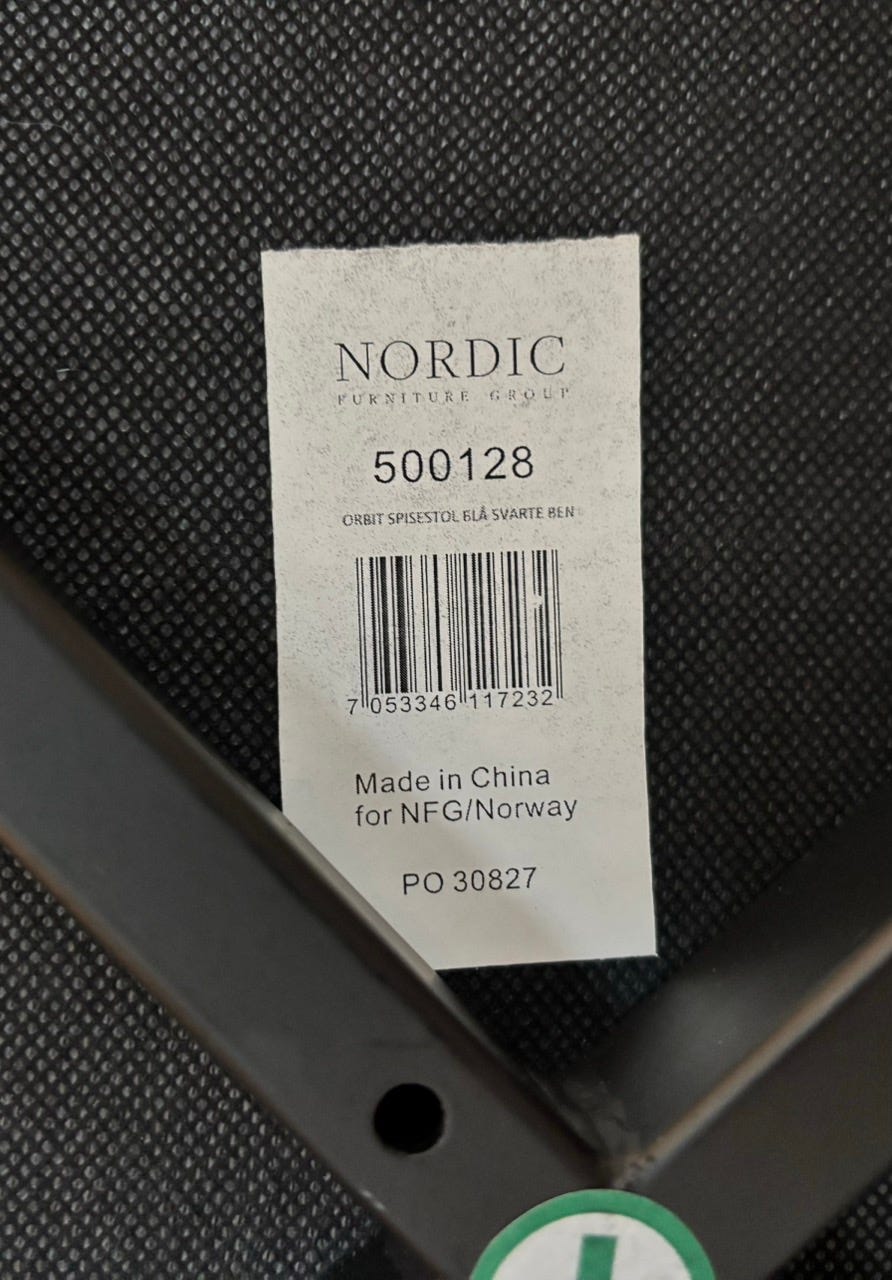 NORDIC
FURNITURE GROUP
500128
ORBIT SPISESTOL BLÅ SVARTE BEN
7 053346 117232
Made in China
for NFG/Norway
PO 30827